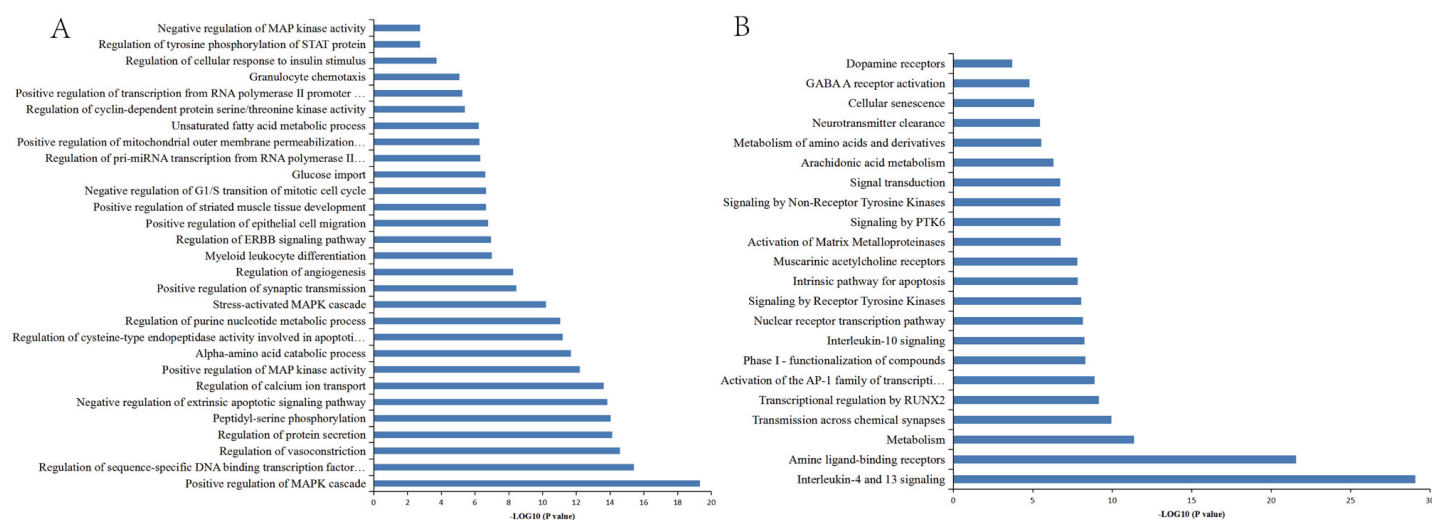 A
Negative regulation of MAP kinase activity
Regulation of tyrosine phosphorylation of STAT protein
Regulation of cellular response to insulin stimulus
Granulocyte chemotaxis
Positive regulation of transcription from RNA polymerase II promoter …
Regulation of cyclin-dependent protein serine/threonine kinase activity
Unsaturated fatty acid metabolic process
Positive regulation of mitochondrial outer membrane permeabilization…
Regulation of pri-miRNA transcription from RNA polymerase II…
Glucose import
Negative regulation of G1/S transition of mitotic cell cycle
Positive regulation of striated muscle tissue development
Positive regulation of epithelial cell migration
Regulation of ERBB signaling pathway
Myeloid leukocyte differentiation
Regulation of angiogenesis
Positive regulation of synaptic transmission
Stress-activated MAPK cascade
Regulation of purine nucleotide metabolic process
Regulation of cysteine-type endopeptidase activity involved in apoptoti…
Alpha-amino acid catabolic process
Positive regulation of MAP kinase activity
Regulation of calcium ion transport
Negative regulation of extrinsic apoptotic signaling pathway
Peptidyl-serine phosphorylation
Regulation of protein secretion
Regulation of vasoconstriction
Regulation of sequence-specific DNA binding transcription factor…
Positive regulation of MAPK cascade
0 2 4 6 8 10 12 14 16 18 20
-LOG10 (P value)
B
Dopamine receptors
GABA A receptor activation
Cellular senescence
Neurotransmitter clearance
Metabolism of amino acids and derivatives
Arachidonic acid metabolism
Signal transduction
Signaling by Non-Receptor Tyrosine Kinases
Signaling by PTK6
Activation of Matrix Metalloproteinases
Muscarinic acetylcholine receptors
Intrinsic pathway for apoptosis
Signaling by Receptor Tyrosine Kinases
Nuclear receptor transcription pathway
Interleukin-10 signaling
Phase I - functionalization of compounds
Activation of the AP-1 family of transcripti…
Transcriptional regulation by RUNX2
Transmission across chemical synapses
Metabolism
Amine ligand-binding receptors
Interleukin-4 and 13 signaling
0 5 10 15 20 25 30
-LOG10 (P value)